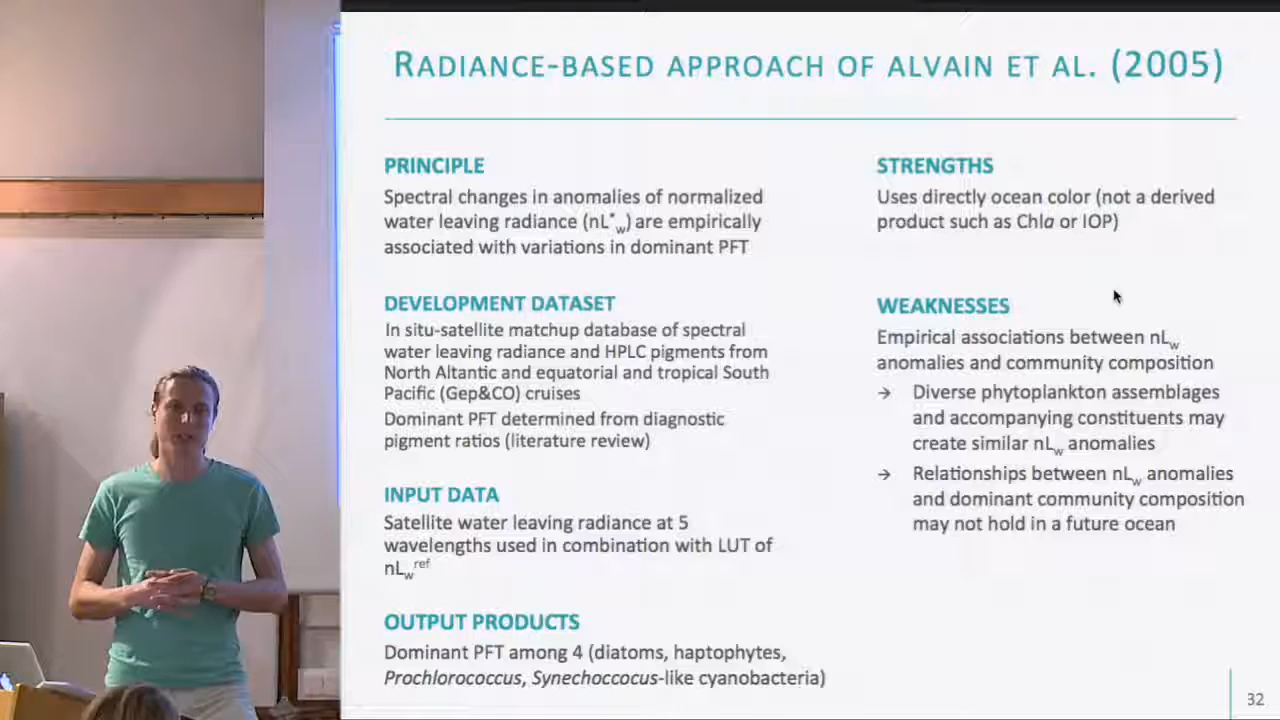 RADIANCE-BASED APPROACH OF ALVAIN ET AL. (2005)
PRINCIPLE
Spectral changes in anomalies of normalized
water leaving radiance (nL*w) are empirically
associated with variations in dominant PFT
DEVELOPMENT DATASET
In situ-satellite matchup database of spectral
water leaving radiance and HPLC pigments from
North Altantic and equatorial and tropical South
Pacific (Gep&CO) cruises
Dominant PFT determined from diagnostic
pigment ratios (literature review)
INPUT DATA
Satellite water leaving radiance at 5
wavelengths used in combination with LUT of
nLw ref
OUTPUT PRODUCTS
Dominant PFT among 4 (diatoms, haptophytes,
Prochlorococcus, Synechoccocus-like cyanobacteria)
STRENGTHS
Uses directly ocean color (not a derived
product such as Chla or IOP)
WEAKNESSES
Empirical associations between nLw
anomalies and community composition
→ Diverse phytoplankton assemblages
and accompanying constituents may
create similar nLw anomalies
→ Relationships between nLw anomalies
and dominant community composition
may not hold in a future ocean
32